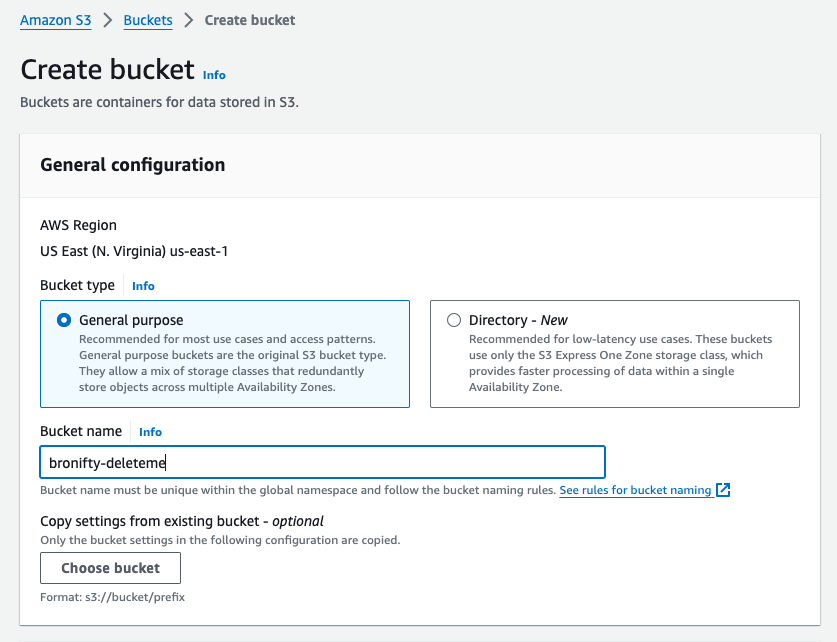 Amazon S3 > Buckets > Create bucket
Create bucket Info
Buckets are containers for data stored in S3.
General configuration
AWS Region
US East (N. Virginia) us-east-1
Bucket type Info
General purpose
Recommended for most use cases and access patterns.
General purpose buckets are the original S3 bucket type.
They allow a mix of storage classes that redundantly
store objects across multiple Availability Zones.
Directory - New
Recommended for low-latency use cases. These buckets
use only the S3 Express One Zone storage class, which
provides faster processing of data within a single
Availability Zone.
Bucket name Info
bronifty-deleteme
Bucket name must be unique within the global namespace and follow the bucket naming rules. See rules for bucket naming
Copy settings from existing bucket - optional
Only the bucket settings in the following configuration are copied.
Choose bucket
Format: s3://bucket/prefix